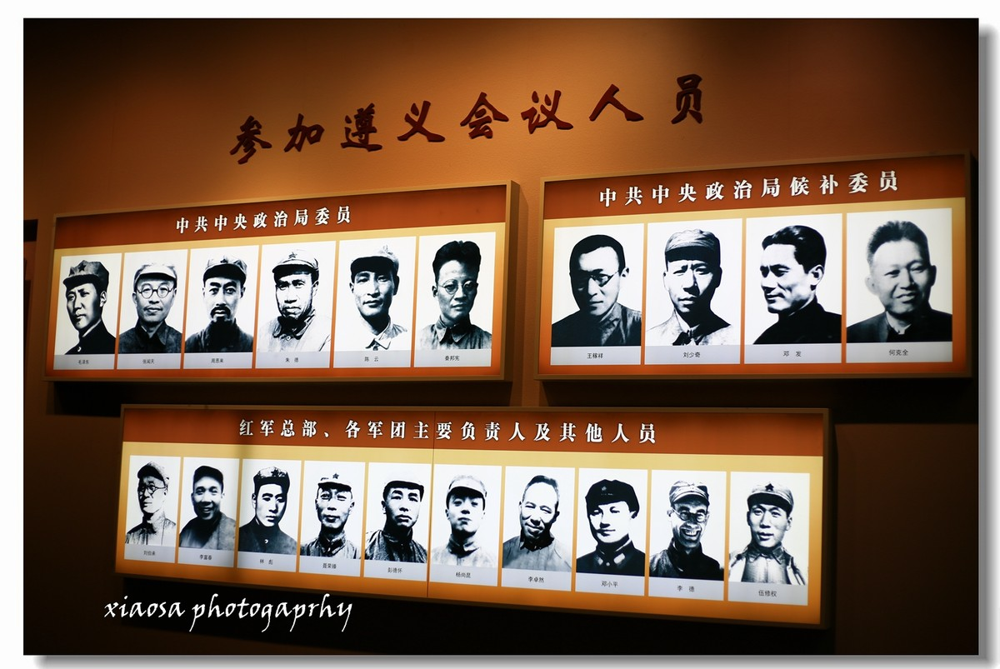 参加遵义会议人员
中共中央政治局委员
毛泽东 张闻天 周恩来 朱德 陈云 秦邦宪
中共中央政治局候补委员
王稼祥 刘少奇 邓发 何克全
红军总部、各军团主要负责人及其他人员
刘伯承 李富春 林彪 聂荣臻 彭德怀 杨尚昆 李卓然 邓小平 李德 伍修权
xiaosa photogaprhy